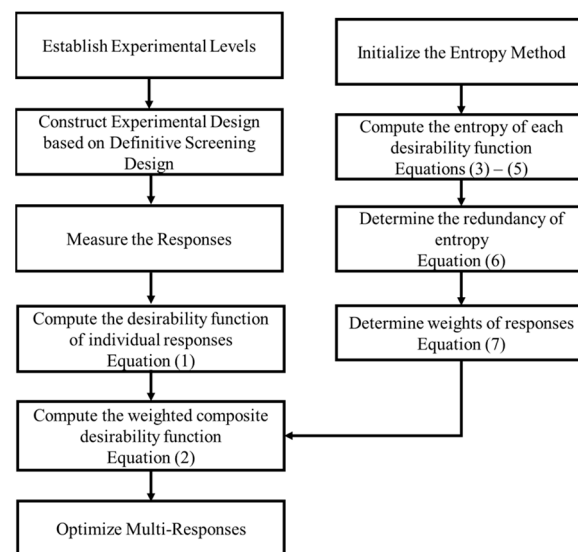 Establish Experimental Levels
Construct Experimental Design
based on Definitive Screening
Design
Measure the Responses
Compute the desirability function
of individual responses
Equation (1)
Compute the weighted composite
desirability function
Equation (2)
Optimize Multi-Responses
Initialize the Entropy Method
Compute the entropy of each
desirability function
Equations (3) – (5)
Determine the redundancy of
entropy
Equation (6)
Determine weights of responses
Equation (7)